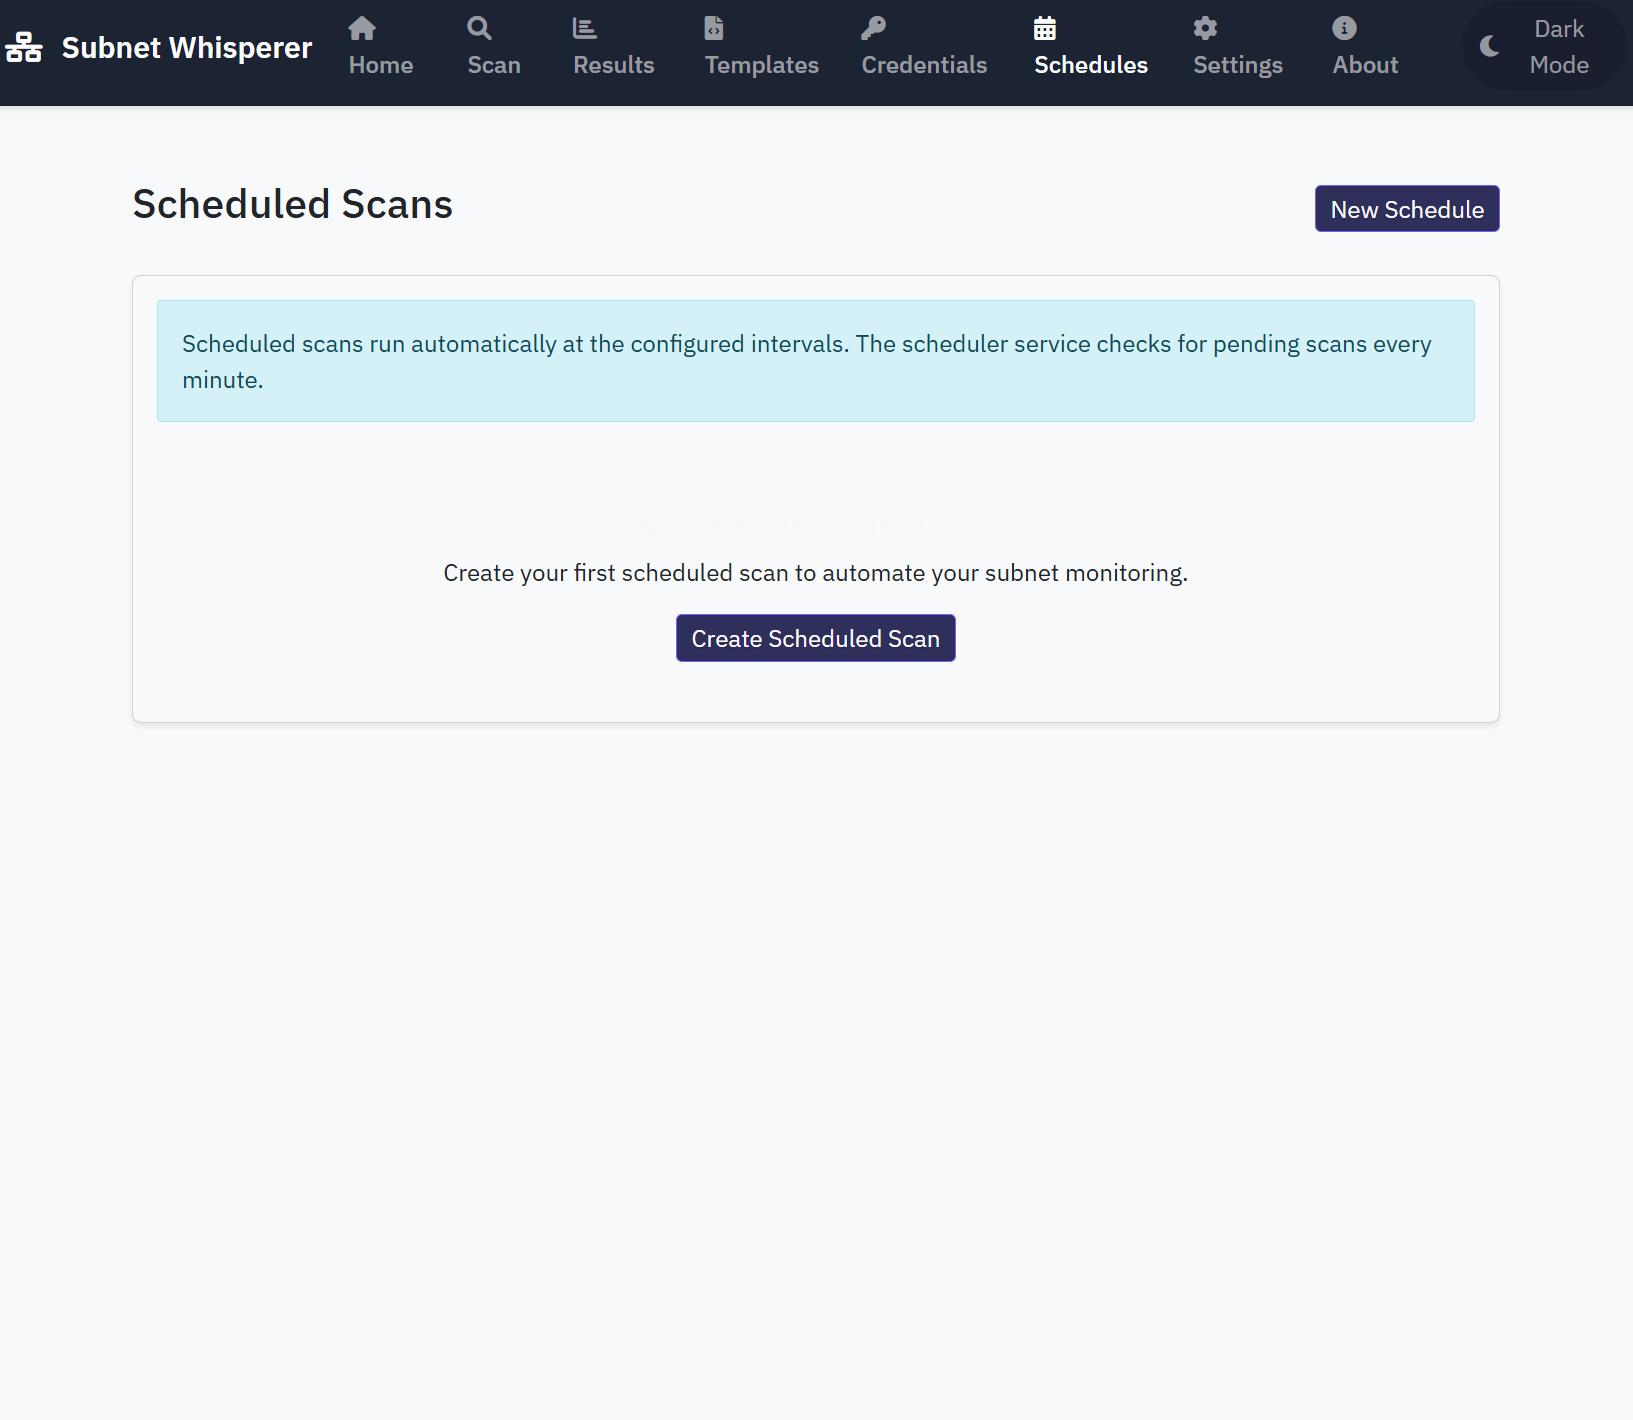 Subnet Whisperer
Home
Scan
Results
Templates
Credentials
Schedules
Settings
About
Dark
Mode
Scheduled Scans
New Schedule
Scheduled scans run automatically at the configured intervals. The scheduler service checks for pending scans every
minute.
Create your first scheduled scan to automate your subnet monitoring.
Create Scheduled Scan